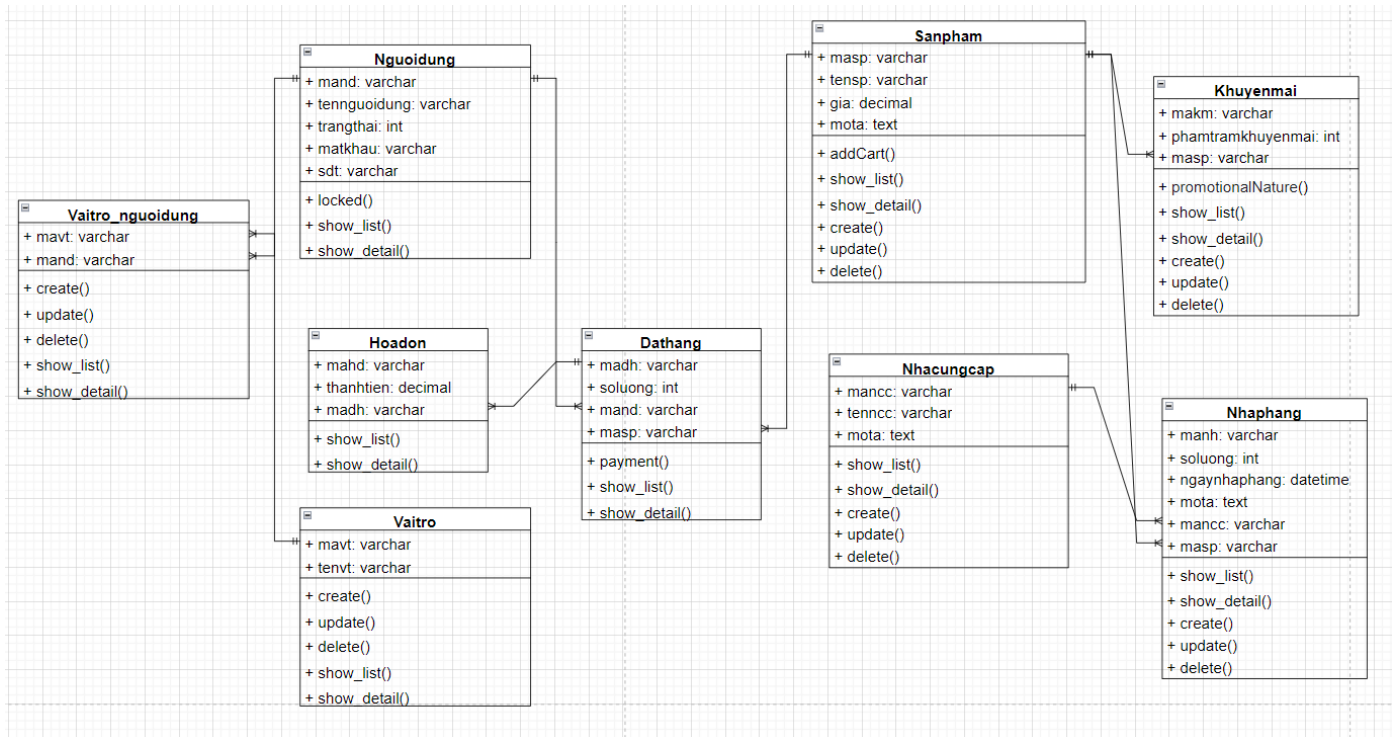 Nguoidung
+ mand: varchar
+ tennguoidung: varchar
+ trangthai: int
+ matkhau: varchar
+ sdt: varchar
+ locked()
+ show_list()
+ show_detail()
Sanpham
+ masp: varchar
+ tensp: varchar
+ gia: decimal
+ mota: text
+ addCart()
+ show_list()
+ show_detail()
+ create()
+ update()
+ delete()
Khuyenmai
+ makm: varchar
+ phamtramkhuyenmai: int
+ masp: varchar
+ promotionalNature()
+ show_list()
+ show_detail()
+ create()
+ update()
+ delete()
Vaitro_nguoidung
+ mavt: varchar
+ mand: varchar
+ create()
+ update()
+ delete()
+ show_list()
+ show_detail()
Hoadon
+ mahd: varchar
+ thanhtien: decimal
+ madh: varchar
+ show_list()
+ show_detail()
Dathang
+ madh: varchar
+ soluong: int
+ mand: varchar
+ masp: varchar
+ payment()
+ show_list()
+ show_detail()
Nhacungcap
+ mancc: varchar
+ tenncc: varchar
+ mota: text
+ show_list()
+ show_detail()
+ create()
+ update()
+ delete()
Nhaphang
+ manh: varchar
+ soluong: int
+ ngaynhaphang: datetime
+ mota: text
+ mancc: varchar
+ masp: varchar
+ show_list()
+ show_detail()
+ create()
+ update()
+ delete()
Vaitro
+ mavt: varchar
+ tenvt: varchar
+ create()
+ update()
+ delete()
+ show_list()
+ show_detail()